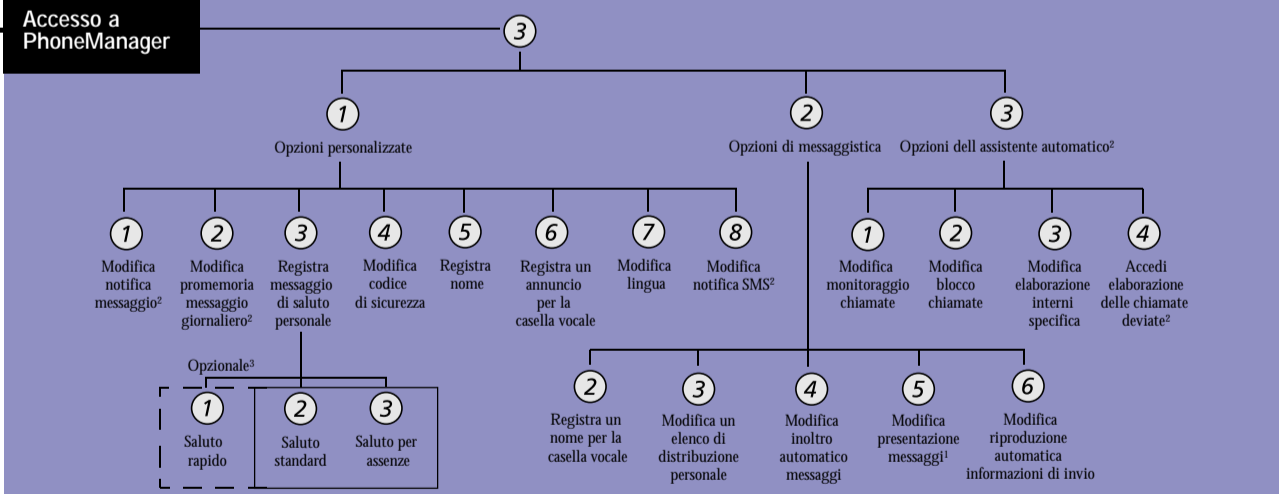 Accesso a
PhoneManager
3
1
Opzioni personalizzate
2
Opzioni di messaggistica
3
Opzioni dell assistente automatico²
1
Modifica
notifica
messaggio²
2
Modifica
promemoria
messaggio
giornaliero²
3
Registra
messaggio
di saluto
personale
4
Modifica
codice
di sicurezza
5
Registra
nome
6
Registra un
annuncio
per la
casella vocale
7
Modifica
lingua
8
Modifica
notifica SMS²
1
Modifica
monitoraggio
chiamate
2
Modifica
blocco
chiamate
3
Modifica
elaborazione
interni
specifica
4
Accedi
elaborazione
delle chiamate
deviate²
Opzionale³
1
Saluto
rapido
2
Saluto
standard
3
Saluto per
assenze
2
Registra un
nome per la
casella vocale
3
Modifica un
elenco di
distribuzione
personale
4
Modifica
inoltro
automatico
messaggi
5
Modifica
presentazione
messaggi¹
6
Modifica
riproduzione
automatica
informazioni di invio